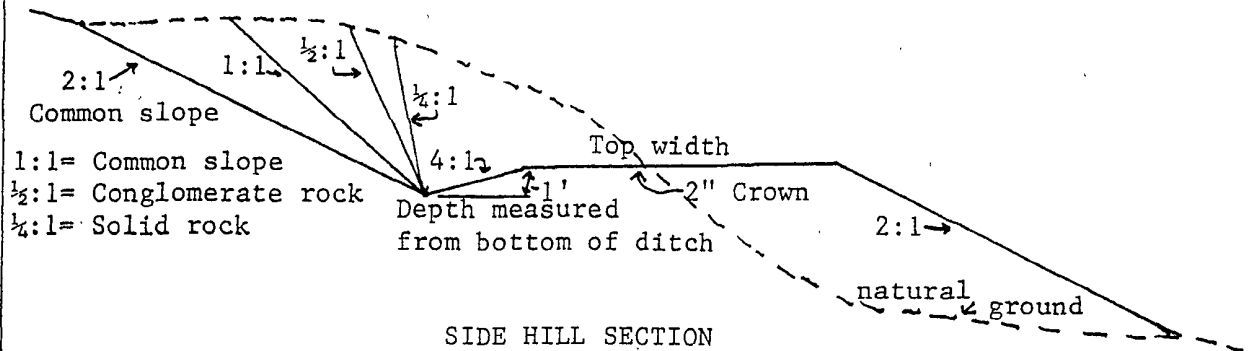 ½:1
1:1
2:1
Common slope
¼:1
1:1= Common slope
½:1= Conglomerate rock
¼:1= Solid rock
4:1
Top width
1'
2" Crown
Depth measured
from bottom of ditch
2:1
natural ground
SIDE HILL SECTION